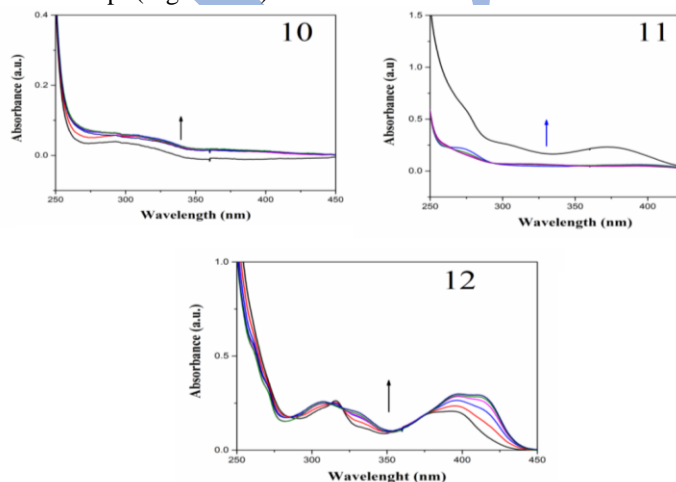 10
0.4
0.2
0.0
Absorbance (a.u.)
250 300 350 400 450
Wavelength (nm)
11
1.5
1.0
0.5
0.0
Absorbance (a.u)
250 300 350 400
Wavelength (nm)
12
1.0
0.5
0.0
Absorbance (a.u.)
250 300 350 400 450
Wavelenght (nm)